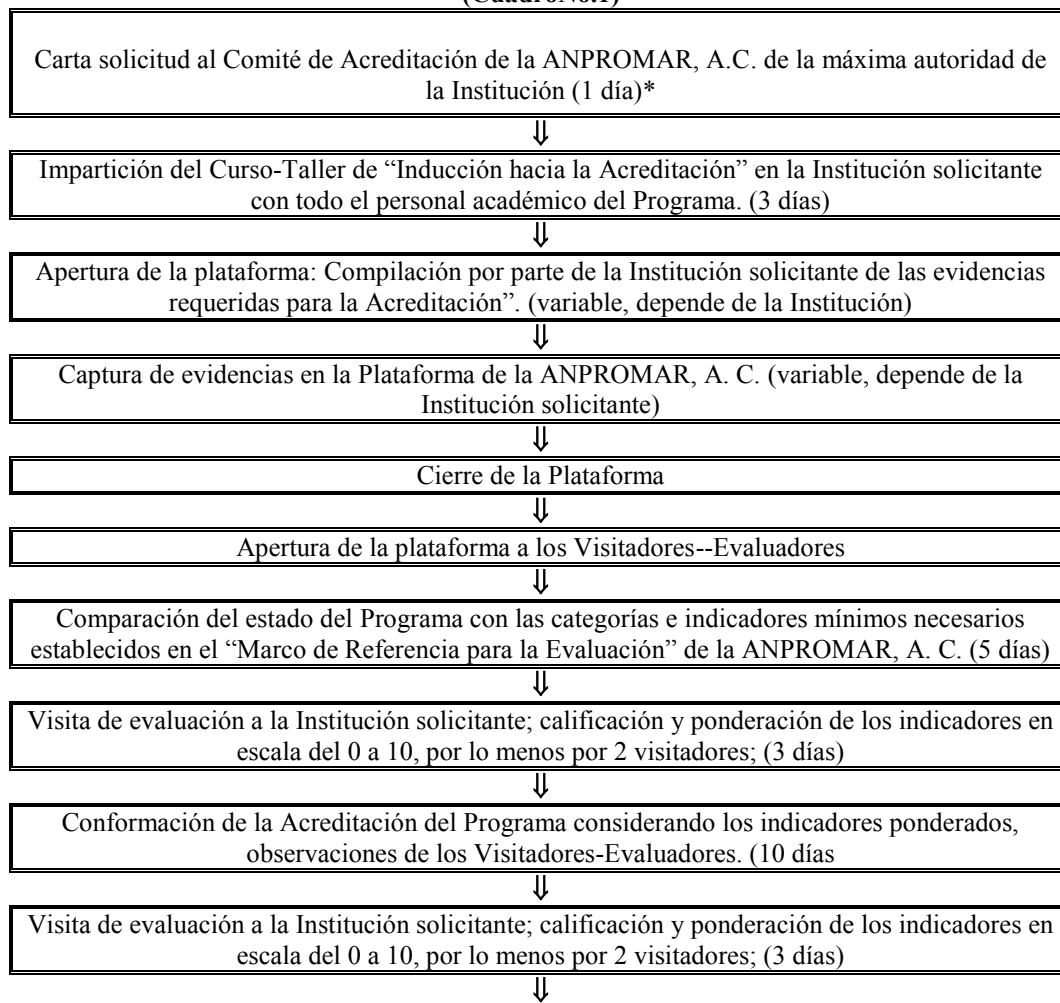 (CuadroNo.1)
Carta solicitud al Comité de Acreditación de la ANPROMAR, A.C. de la máxima autoridad de
la Institución (1 día)*
⇓
Impartición del Curso-Taller de “Inducción hacia la Acreditación” en la Institución solicitante
con todo el personal académico del Programa. (3 días)
⇓
Apertura de la plataforma: Compilación por parte de la Institución solicitante de las evidencias
requeridas para la Acreditación”. (variable, depende de la Institución)
⇓
Captura de evidencias en la Plataforma de la ANPROMAR, A. C. (variable, depende de la
Institución solicitante)
⇓
Cierre de la Plataforma
⇓
Apertura de la plataforma a los Visitadores--Evaluadores
⇓
Comparación del estado del Programa con las categorías e indicadores mínimos necesarios
establecidos en el “Marco de Referencia para la Evaluación” de la ANPROMAR, A. C. (5 días)
⇓
Visita de evaluación a la Institución solicitante; calificación y ponderación de los indicadores en
escala del 0 a 10, por lo menos por 2 visitadores; (3 días)
⇓
Conformación de la Acreditación del Programa considerando los indicadores ponderados,
observaciones de los Visitadores-Evaluadores. (10 días
⇓
Visita de evaluación a la Institución solicitante; calificación y ponderación de los indicadores en
escala del 0 a 10, por lo menos por 2 visitadores; (3 días)
⇓